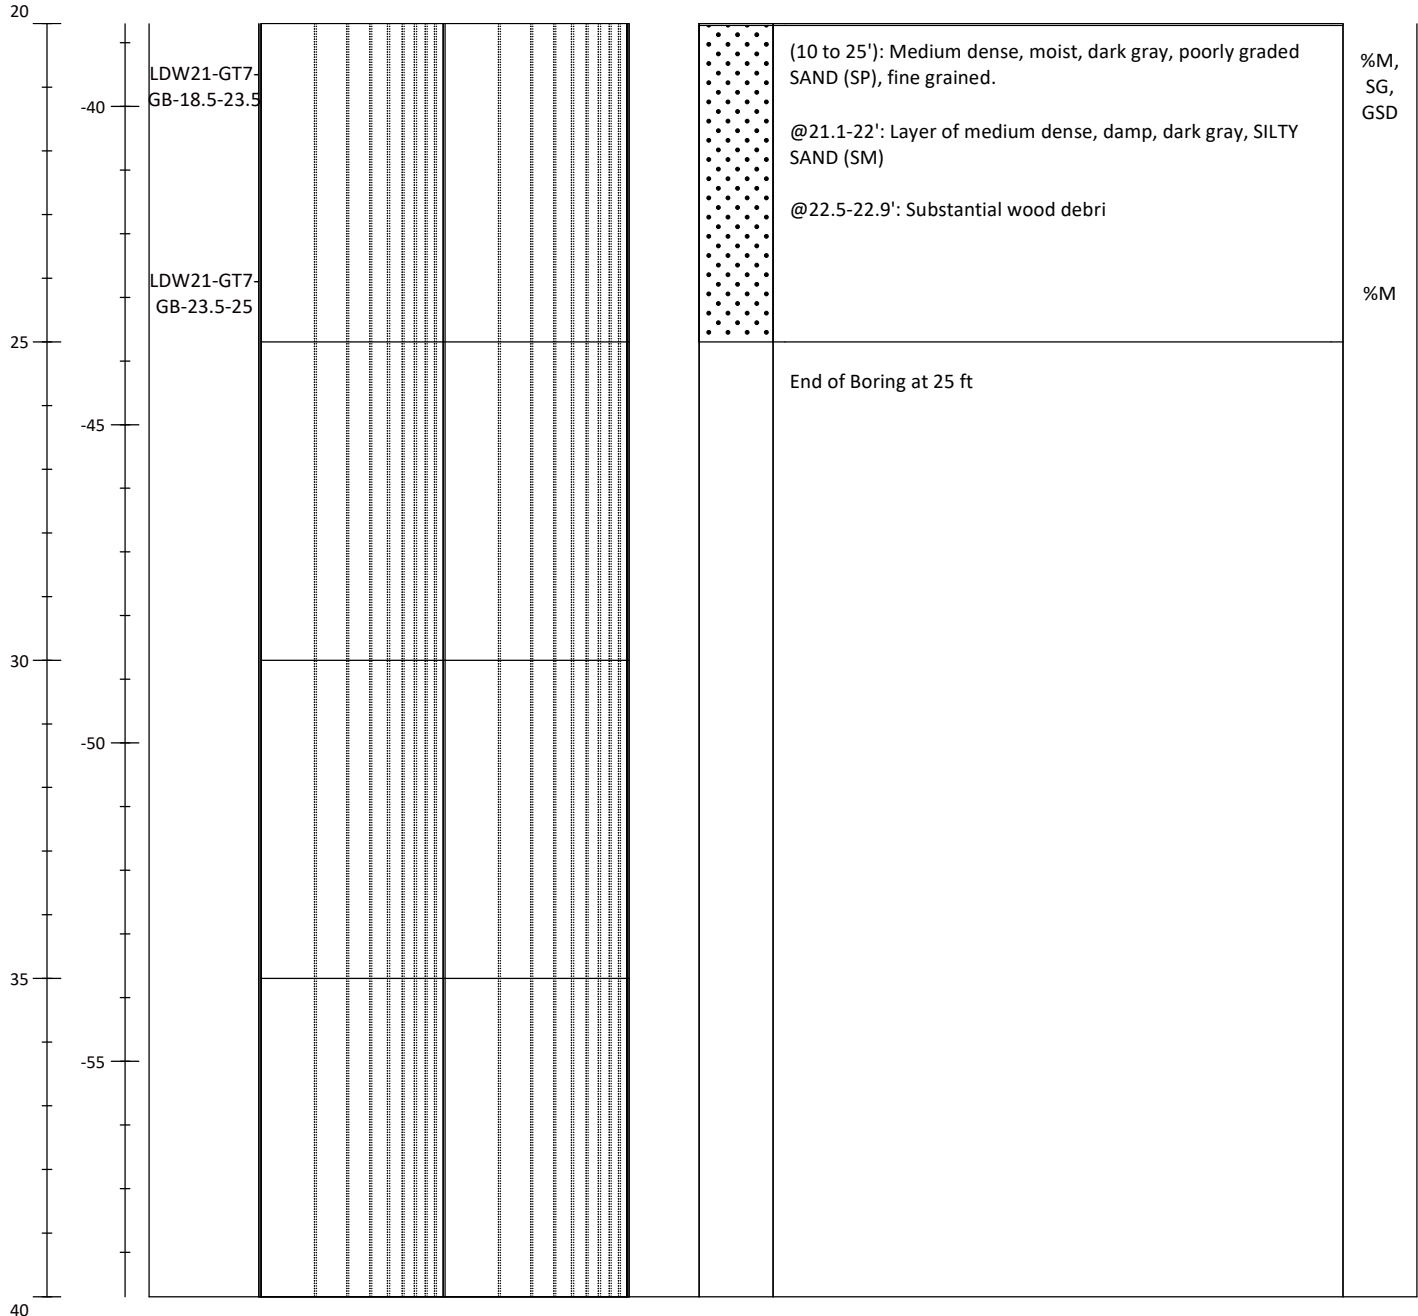 20
LDW21-GT7-
GB-18.5-23.5
-40
(10 to 25'): Medium dense, moist, dark gray, poorly graded
SAND (SP), fine grained.
@21.1-22': Layer of medium dense, damp, dark gray, SILTY
SAND (SM)
@22.5-22.9': Substantial wood debri
%M,
SG,
GSD
LDW21-GT7-
GB-23.5-25
%M
25
End of Boring at 25 ft
-45
30
-50
35
-55
40